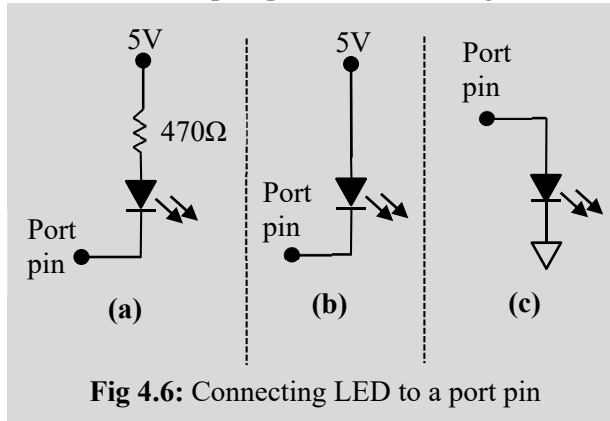 5V
470Ω
Port
pin
(a)
5V
Port
pin
(b)
Port
pin
(c)
Fig 4.6: Connecting LED to a port pin